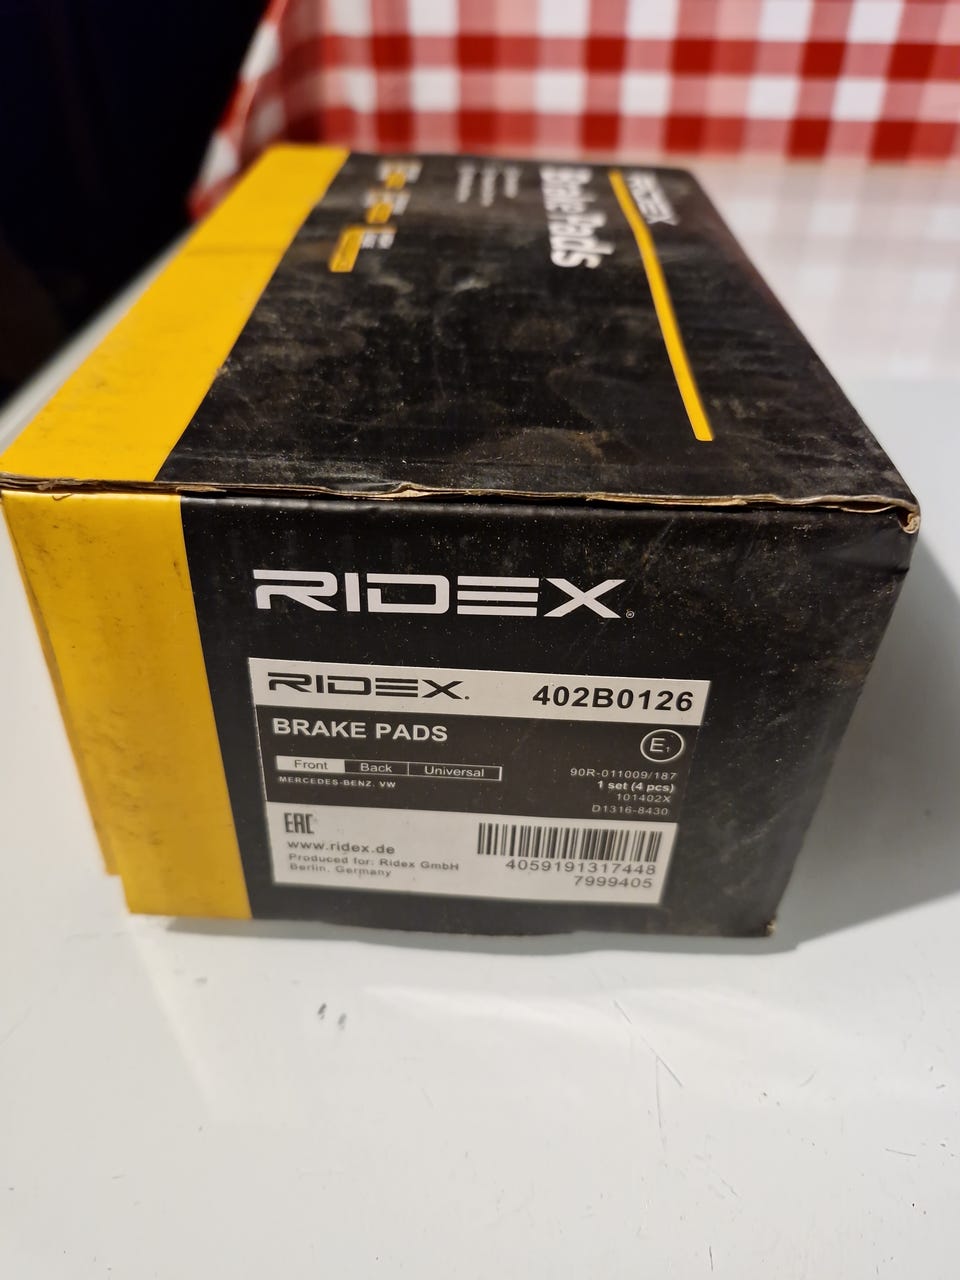 RIDEX
Brake Pads
RIDEX®
RIDEX® 402B0126
BRAKE PADS
E1
Front Back Universal
MERCEDES-BENZ, VW
90R-011009/187
1 set (4 pcs)
101402X
D1316-8430
EAC
www.ridex.de
Produced for: Ridex GmbH
Berlin, Germany
4059191317448
7999405